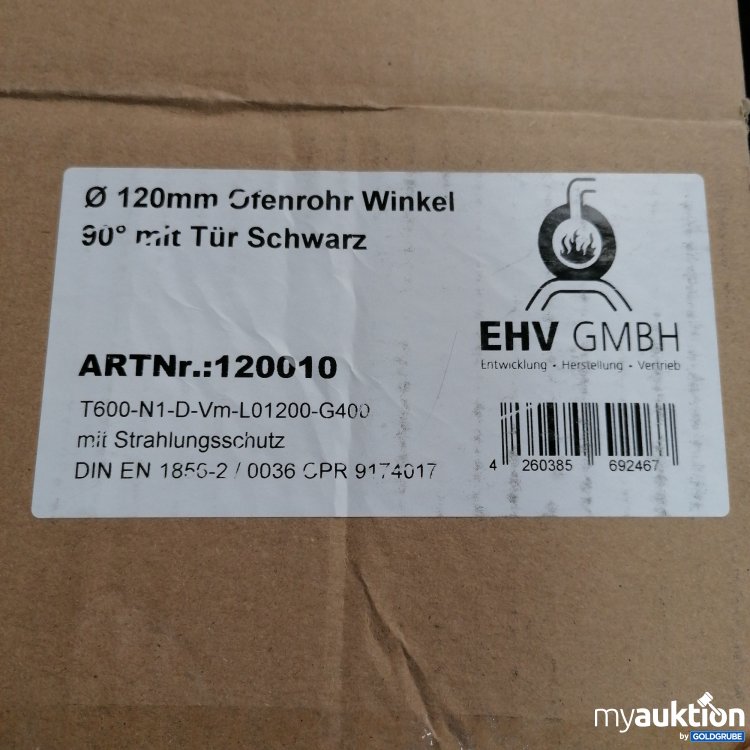 Ø 120mm Ofenrohr Winkel
90° mit Tür Schwarz
EHV GMBH
Entwicklung • Herstellung • Vertrieb
ARTNr.:120010
T600-N1-D-Vm-L01200-G400
mit Strahlungsschutz
DIN EN 1856-2 / 0036 CPR 9174017
4 260385 692467
myauktion
by GOLDGRUBE